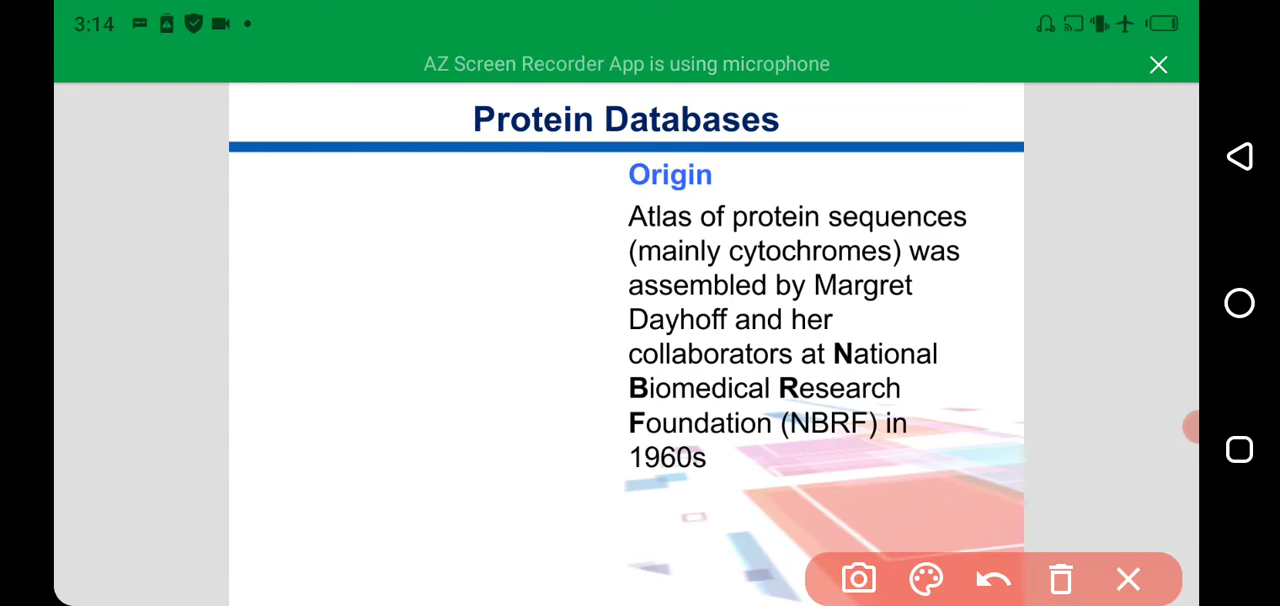 3:14
AZ Screen Recorder App is using microphone
Protein Databases
Origin
Atlas of protein sequences
(mainly cytochromes) was
assembled by Margret
Dayhoff and her
collaborators at National
Biomedical Research
Foundation (NBRF) in
1960s